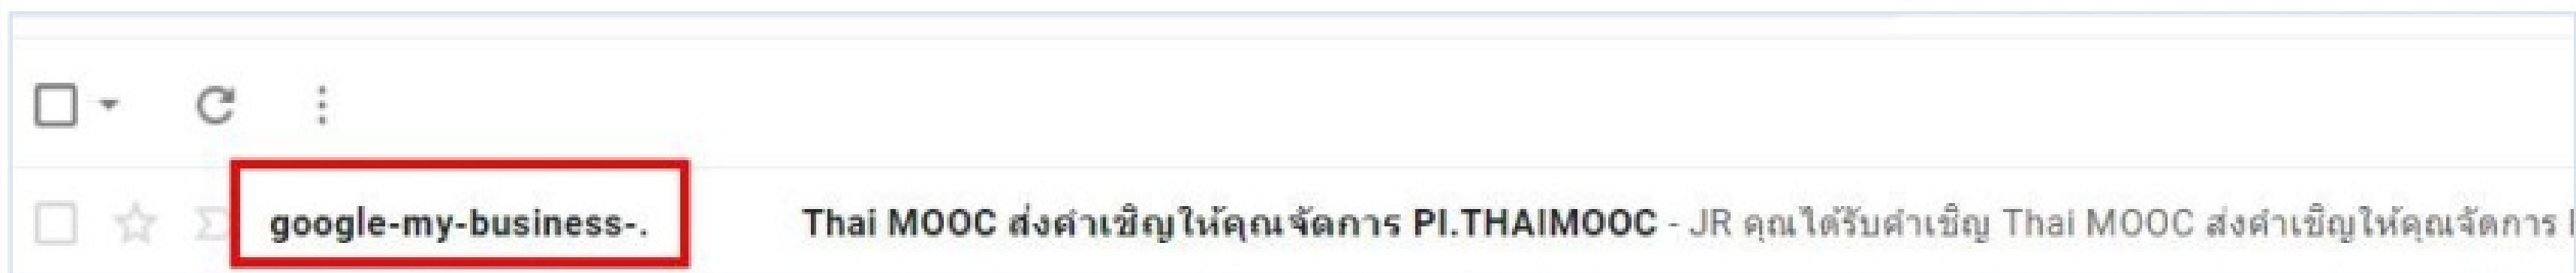 google-my-business-. Thai MOOC ส่งคำเชิญให้คุณจัดการ PI.THAIMOOC - JR คุณได้รับคำเชิญ Thai MOOC ส่งคำเชิญให้คุณจัดการ